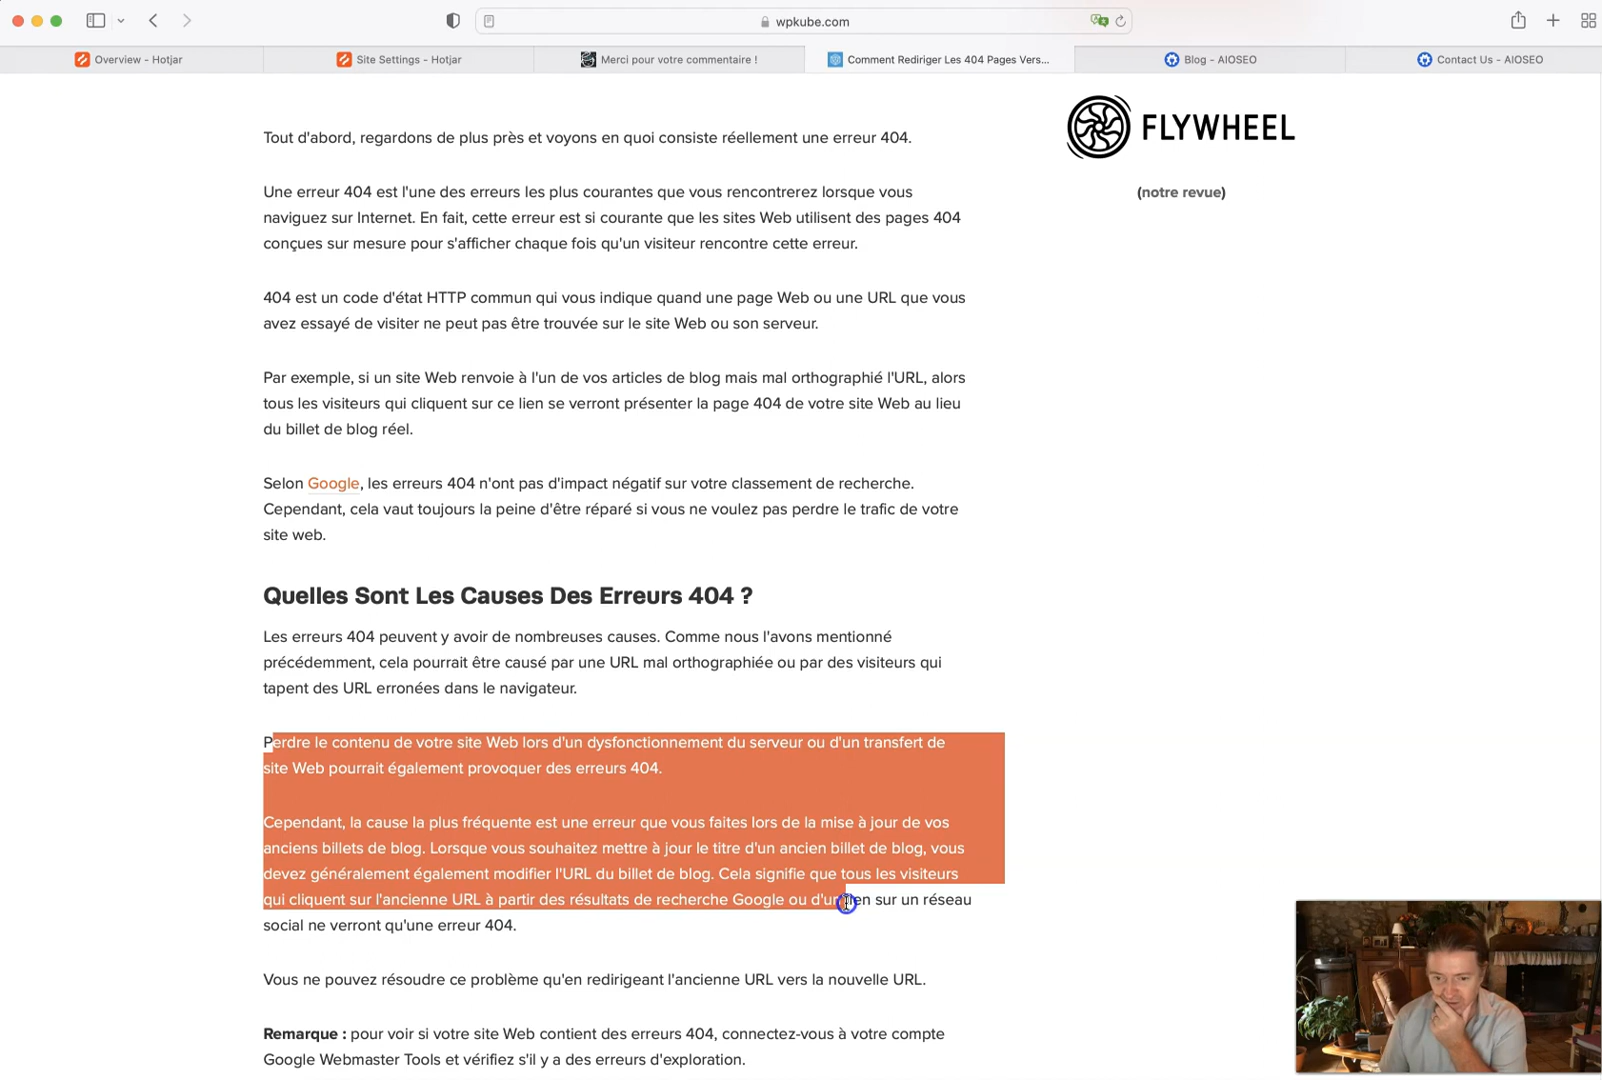 wpkube.com
Overview - Hotjar
Site Settings - Hotjar
Merci pour votre commentaire !
Comment Rediriger Les 404 Pages Vers...
Blog - AIOSEO
Contact Us - AIOSEO
Tout d'abord, regardons de plus près et voyons en quoi consiste réellement une erreur 404.
FLYWHEEL
(notre revue)
Une erreur 404 est l'une des erreurs les plus courantes que vous rencontrerez lorsque vous
naviguez sur Internet. En fait, cette erreur est si courante que les sites Web utilisent des pages 404
conçues sur mesure pour s'afficher chaque fois qu'un visiteur rencontre cette erreur.
404 est un code d'état HTTP commun qui vous indique quand une page Web ou une URL que vous
avez essayé de visiter ne peut pas être trouvée sur le site Web ou son serveur.
Par exemple, si un site Web renvoie à l'un de vos articles de blog mais mal orthographié l'URL, alors
tous les visiteurs qui cliquent sur ce lien se verront présenter la page 404 de votre site Web au lieu
du billet de blog réel.
Selon Google, les erreurs 404 n'ont pas d'impact négatif sur votre classement de recherche.
Cependant, cela vaut toujours la peine d'être réparé si vous ne voulez pas perdre le trafic de votre
site web.
Quelles Sont Les Causes Des Erreurs 404 ?
Les erreurs 404 peuvent y avoir de nombreuses causes. Comme nous l'avons mentionné
précédemment, cela pourrait être causé par une URL mal orthographiée ou par des visiteurs qui
tapent des URL erronées dans le navigateur.
Perdre le contenu de votre site Web lors d'un dysfonctionnement du serveur ou d'un transfert de
site Web pourrait également provoquer des erreurs 404.
Cependant, la cause la plus fréquente est une erreur que vous faites lors de la mise à jour de vos
anciens billets de blog. Lorsque vous souhaitez mettre à jour le titre d'un ancien billet de blog, vous
devez généralement également modifier l'URL du billet de blog. Cela signifie que tous les visiteurs
qui cliquent sur l'ancienne URL à partir des résultats de recherche Google ou d'un lien sur un réseau
social ne verront qu'une erreur 404.
Vous ne pouvez résoudre ce problème qu'en redirigeant l'ancienne URL vers la nouvelle URL.
Remarque : pour voir si votre site Web contient des erreurs 404, connectez-vous à votre compte
Google Webmaster Tools et vérifiez s'il y a des erreurs d'exploration.